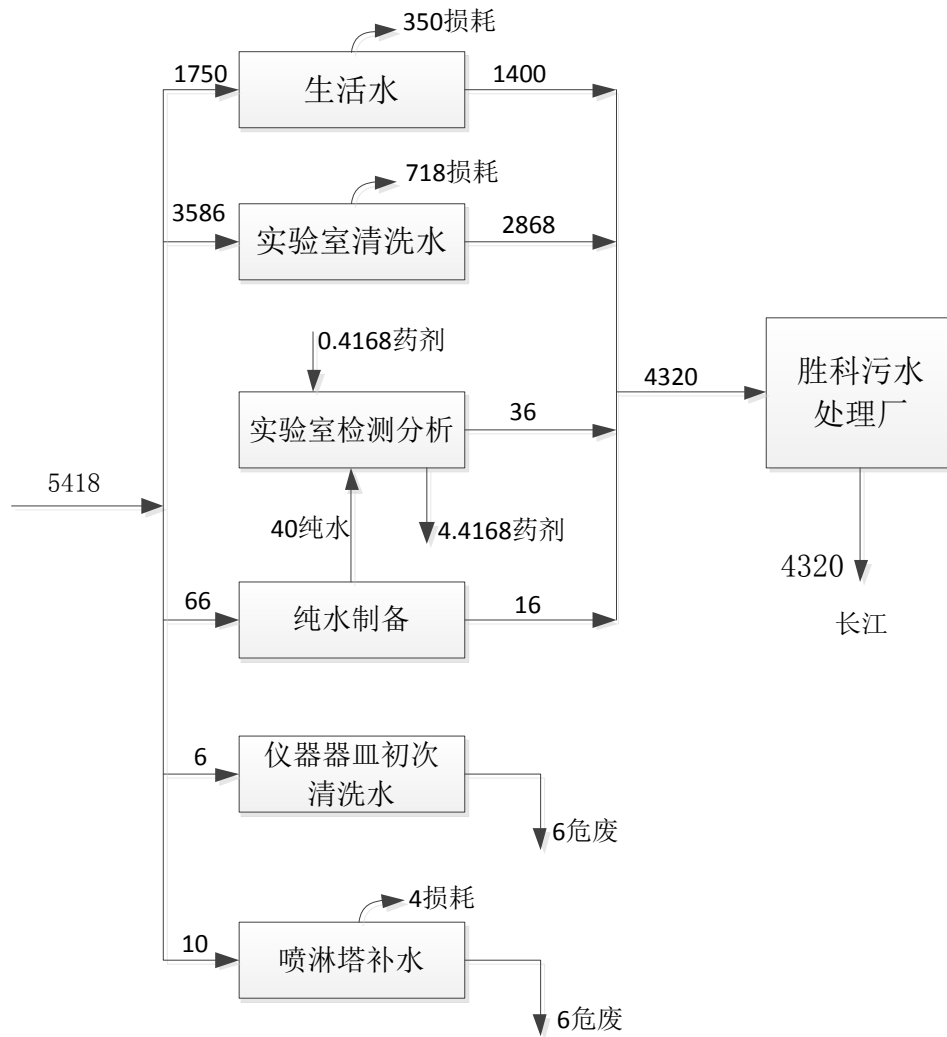 350损耗
1750
生活水
1400
718损耗
3586
实验室清洗水
2868
0.4168药剂
实验室检测分析
36
4320
胜科污水
处理厂
5418
40纯水
4.4168药剂
4320
长江
66
纯水制备
16
6
仪器器皿初次
清洗水
6危废
4损耗
10
喷淋塔补水
6危废